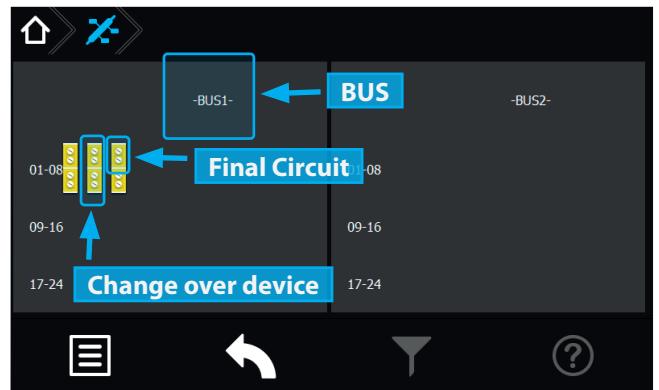 -BUS1-
BUS
-BUS2-
01-08
Final Circuit
01-08
09-16
09-16
17-24
Change over device
17-24
?